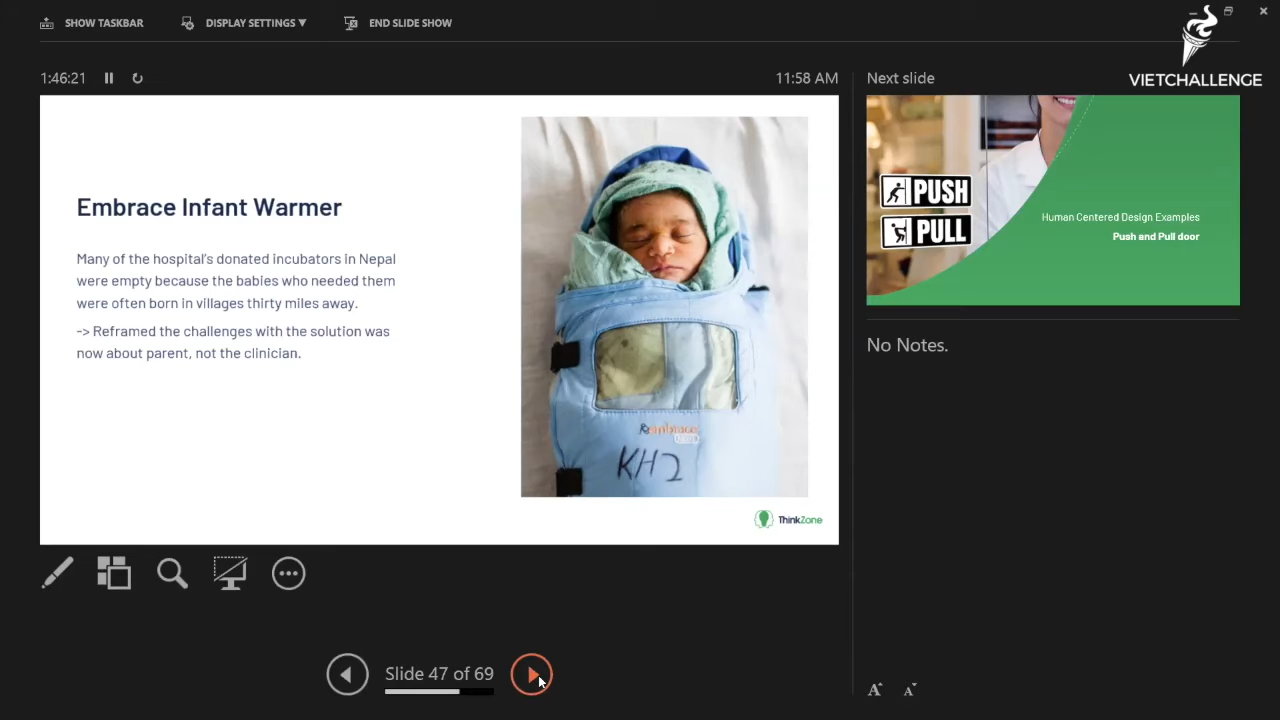 SHOW TASKBAR
DISPLAY SETTINGS ▼
END SLIDE SHOW
VIETCHALLENGE
1:46:21
11:58 AM
Next slide
Embrace Infant Warmer
Many of the hospital's donated incubators in Nepal
were empty because the babies who needed them
were often born in villages thirty miles away.
-> Reframed the challenges with the solution was
now about parent, not the clinician.
embrace
KH2
ThinkZone
PUSH
PULL
Human Centered Design Examples
Push and Pull door
No Notes.
Slide 47 of 69
A
A